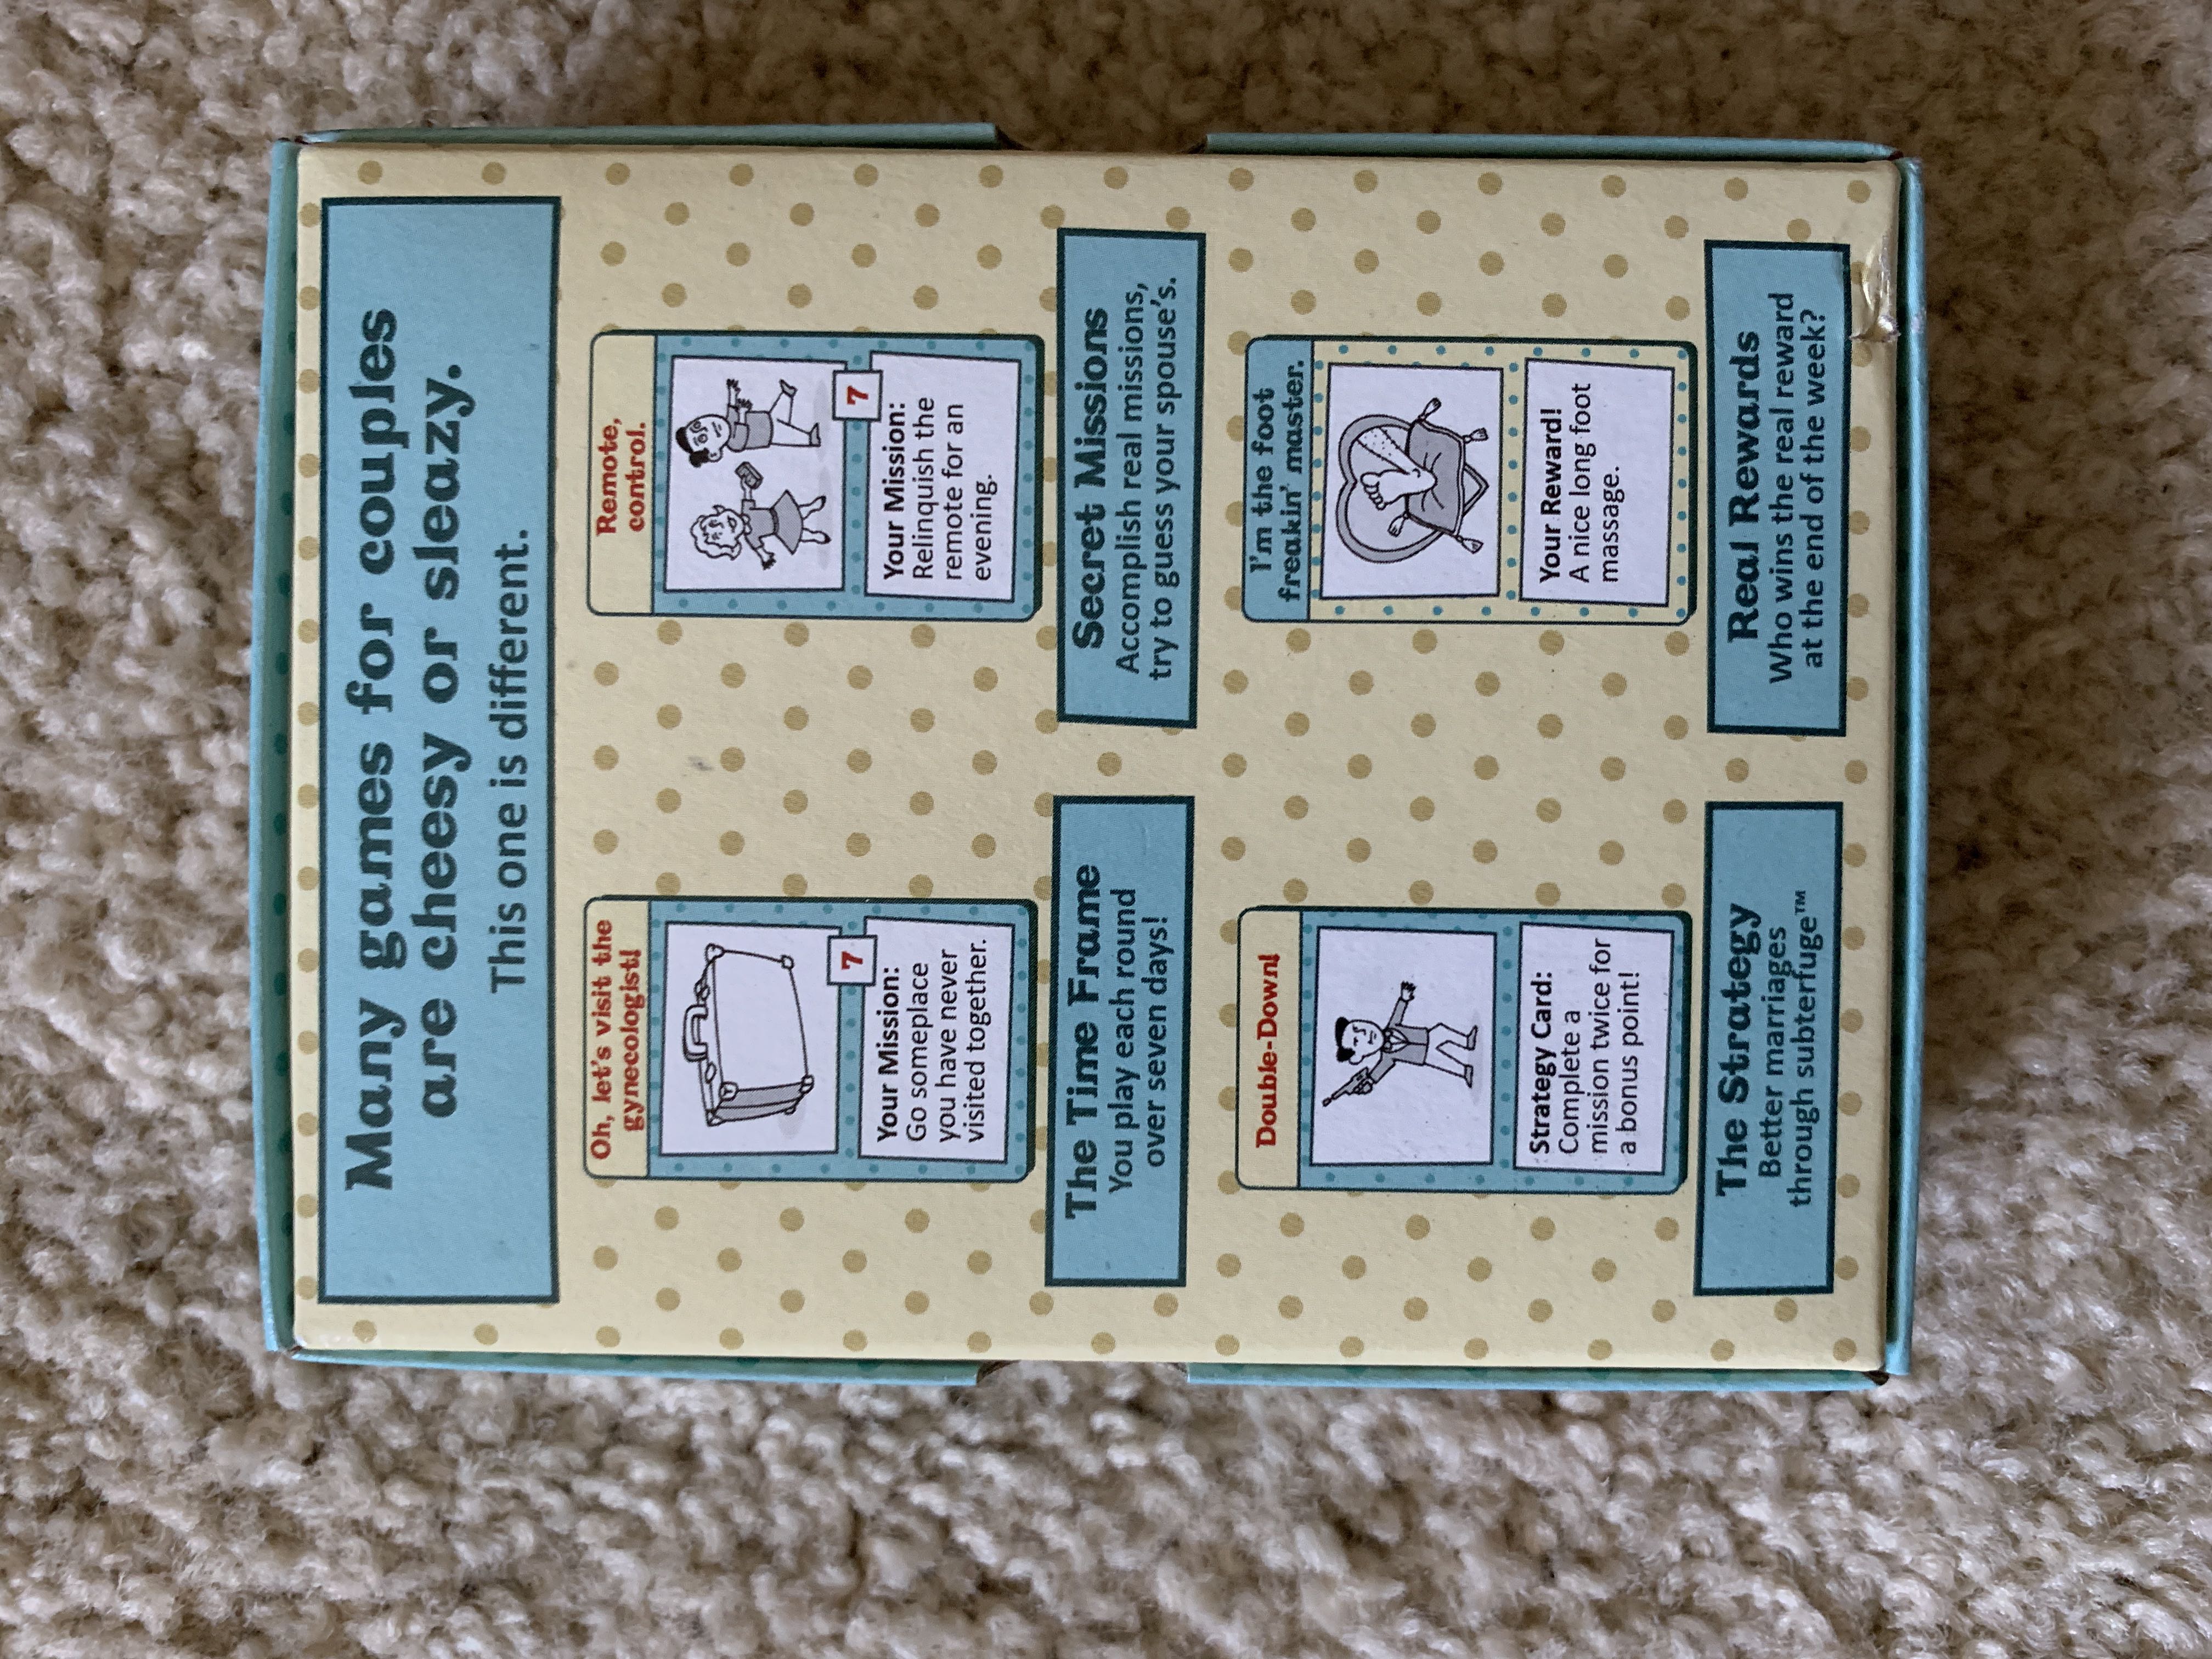 Many games for couples
are cheesy or sleazy.
This one is different.
Oh, let's visit the
gynecologist!
7
Your Mission:
Go someplace
you have never
visited together.
The Time Frame
You play each round
over seven days!
Remote,
control.
7
Your Mission:
Relinquish the
remote for an
evening.
Secret Missions
Accomplish real missions,
try to guess your spouse's.
Double-Down!
Strategy Card:
Complete a
mission twice for
a bonus point!
The Strategy
Better marriages
through subterfuge™
I'm the foot
freakin' master.
Your Reward!
A nice long foot
massage.
Real Rewards
Who wins the real reward
at the end of the week?